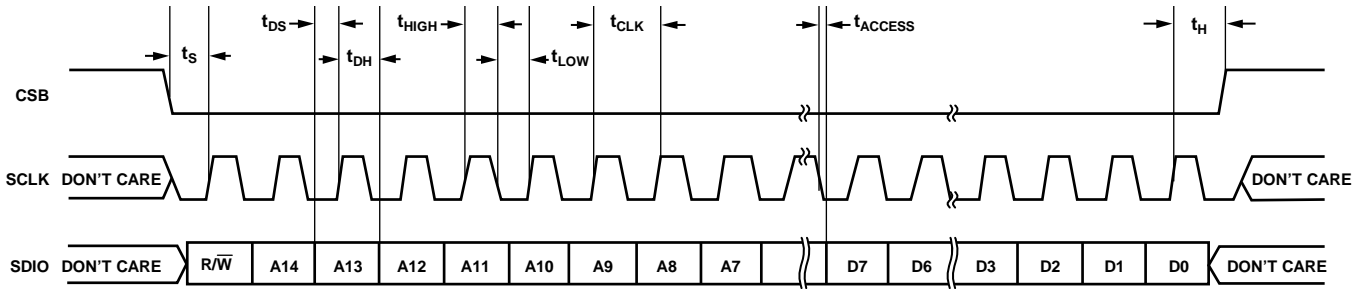 tDS tHIGH tCLK tACCESS tH
tS tDH tLOW
CSB
SCLK DON'T CARE DON'T CARE
SDIO DON'T CARE R/W̅ A14 A13 A12 A11 A10 A9 A8 A7 D7 D6 D3 D2 D1 D0 DON'T CARE